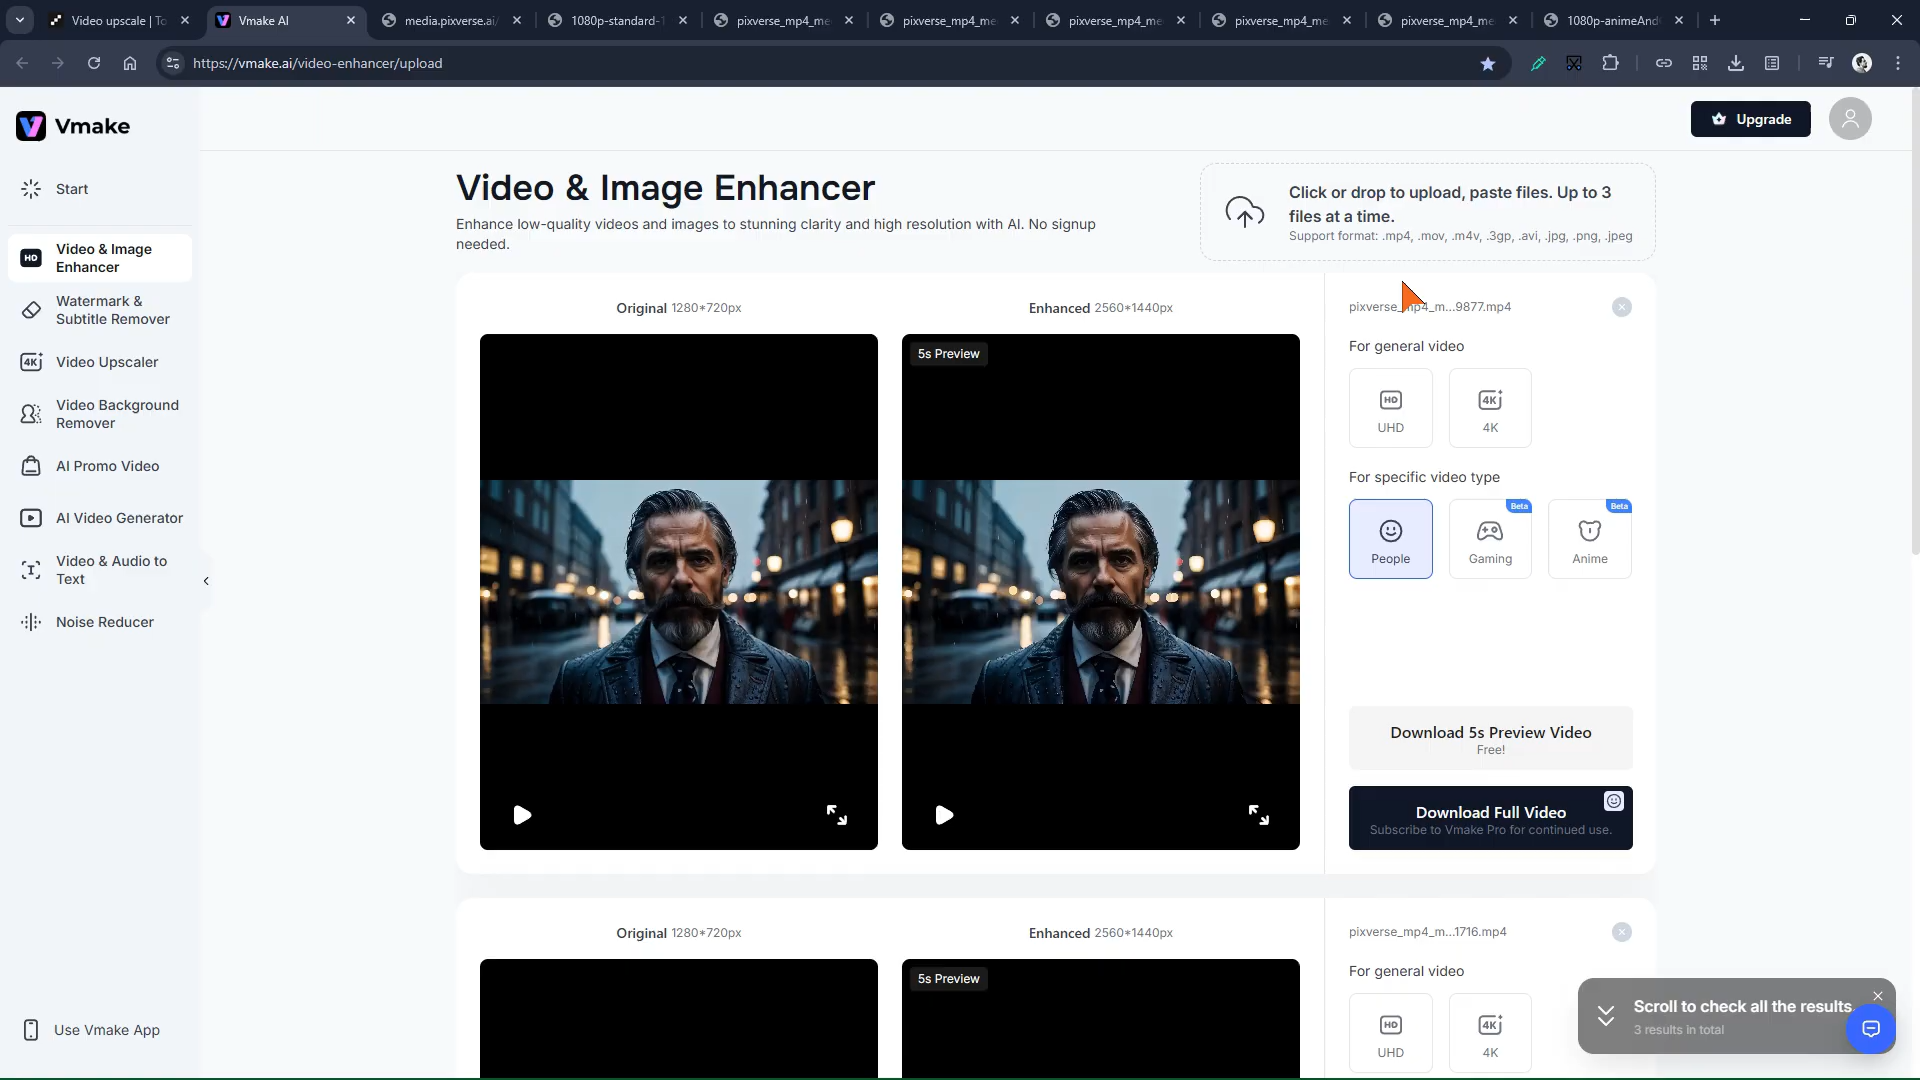 Video upscale | To
Vmake AI
media.pixverse.ai/
1080p-standard-1
pixverse_mp4_me
pixverse_mp4_me
pixverse_mp4_me
pixverse_mp4_me
pixverse_mp4_me
1080p-animeAnd
https://vmake.ai/video-enhancer/upload
Vmake
Upgrade
Start
Video & Image
Enhancer
Watermark &
Subtitle Remover
Video Upscaler
Video Background
Remover
AI Promo Video
AI Video Generator
Video & Audio to
Text
Noise Reducer
Use Vmake App
Video & Image Enhancer
Enhance low-quality videos and images to stunning clarity and high resolution with AI. No signup
needed.
Click or drop to upload, paste files. Up to 3
files at a time.
Support format: .mp4, .mov, .m4v, .3gp, .avi, .jpg, .png, .jpeg
Original 1280*720px
Enhanced 2560*1440px
5s Preview
pixverse_mp4_m...9877.mp4
For general video
HD
UHD
4K
4K
For specific video type
People
Beta
Gaming
Beta
Anime
Download 5s Preview Video
Free!
Download Full Video
Subscribe to Vmake Pro for continued use.
Original 1280*720px
Enhanced 2560*1440px
5s Preview
pixverse_mp4_m...1716.mp4
For general video
HD
UHD
4K
4K
Scroll to check all the results
3 results in total